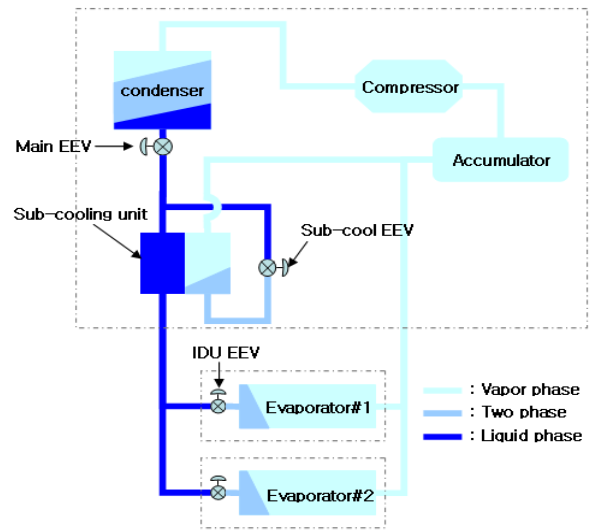 condenser
Compressor
Main EEV
Accumulator
Sub-cooling unit
Sub-cool EEV
IDU EEV
Evaporator#1
: Vapor phase
: Two phase
: Liquid phase
Evaporator#2